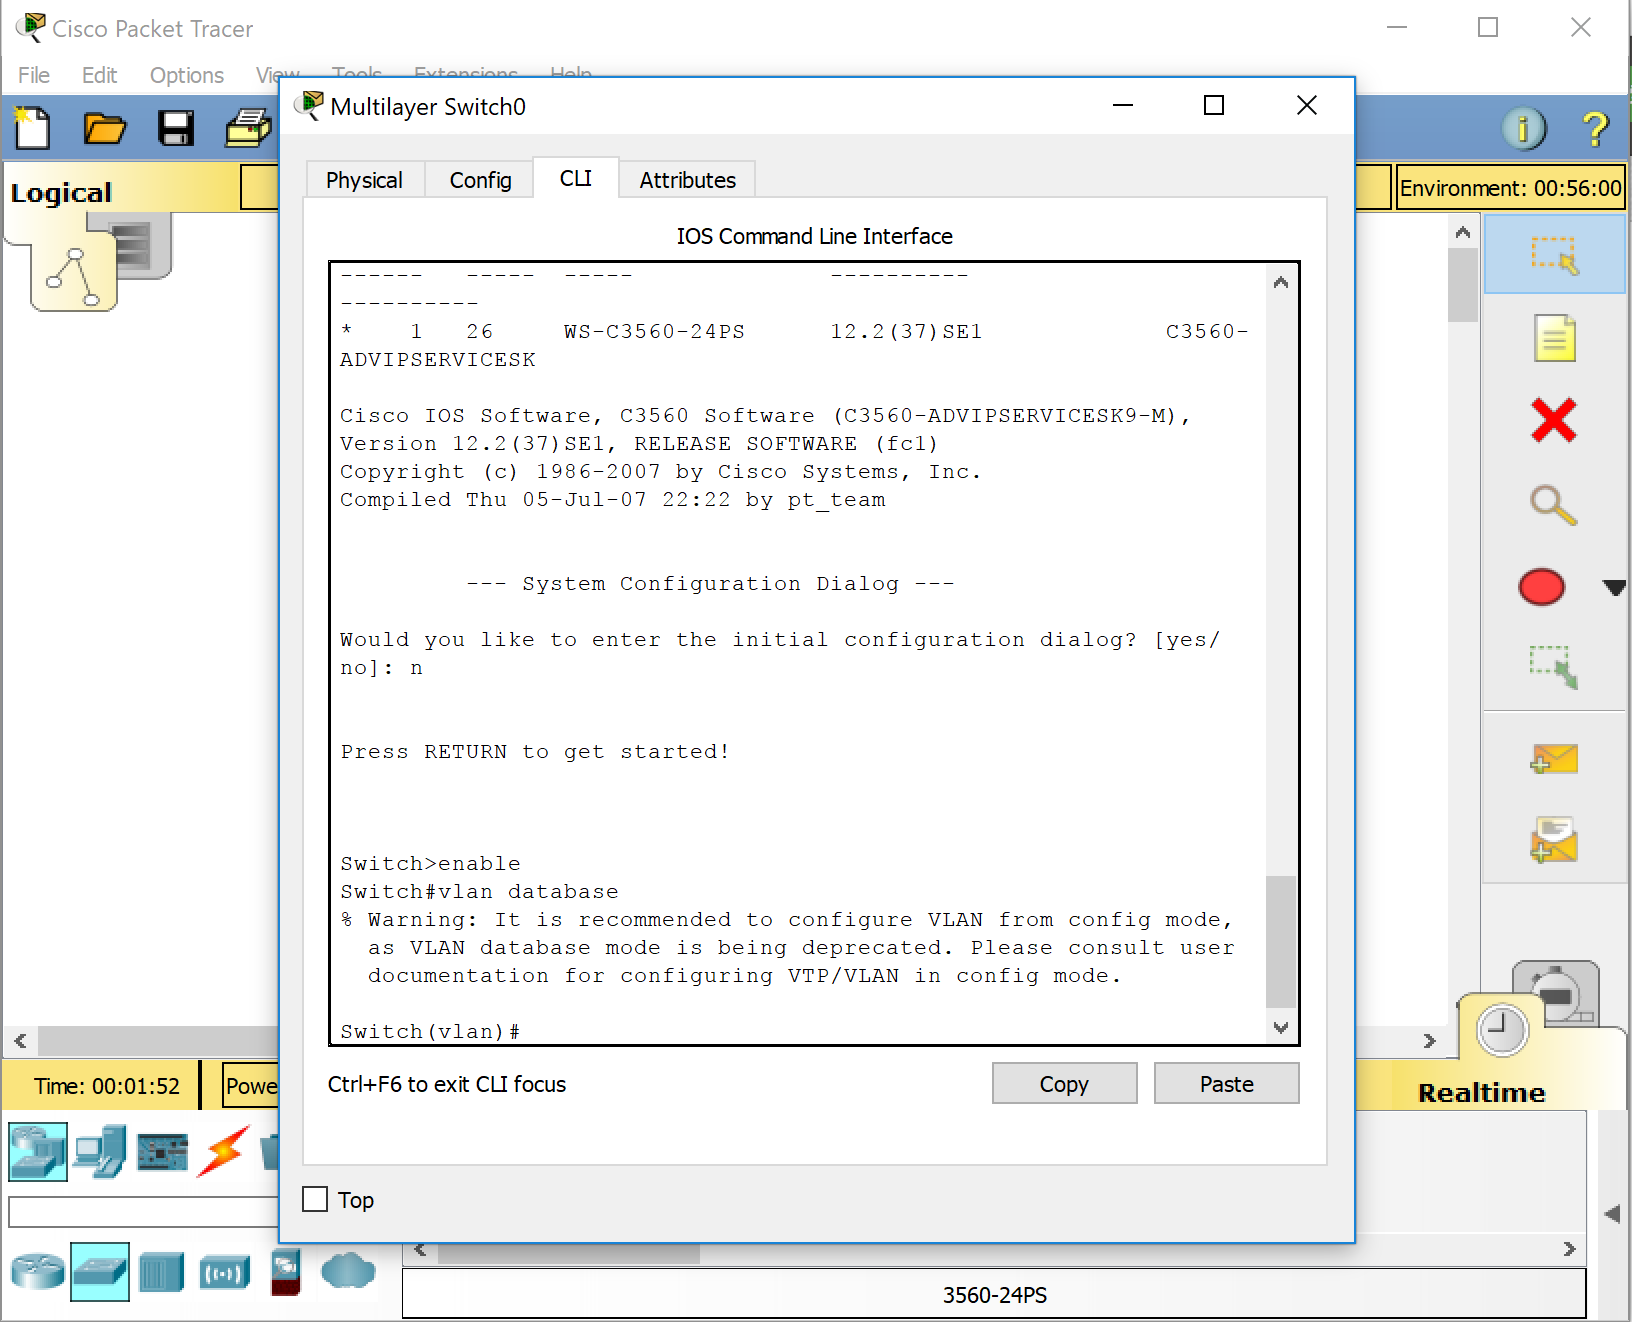 Cisco Packet Tracer
File Edit Options View Tools Extensions Help
Multilayer Switch0
Logical
Environment: 00:56:00
Physical Config CLI Attributes
IOS Command Line Interface
------ ----- ----- ----------
----------
* 1 26 WS-C3560-24PS 12.2(37)SE1 C3560-
ADVIPSERVICESK
Cisco IOS Software, C3560 Software (C3560-ADVIPSERVICESK9-M),
Version 12.2(37)SE1, RELEASE SOFTWARE (fc1)
Copyright (c) 1986-2007 by Cisco Systems, Inc.
Compiled Thu 05-Jul-07 22:22 by pt_team
--- System Configuration Dialog ---
Would you like to enter the initial configuration dialog? [yes/
no]: n
Press RETURN to get started!
Switch>enable
Switch#vlan database
% Warning: It is recommended to configure VLAN from config mode,
as VLAN database mode is being deprecated. Please consult user
documentation for configuring VTP/VLAN in config mode.
Switch(vlan)#
Ctrl+F6 to exit CLI focus
Copy Paste
Time: 00:01:52
Powe
Realtime
Top
3560-24PS